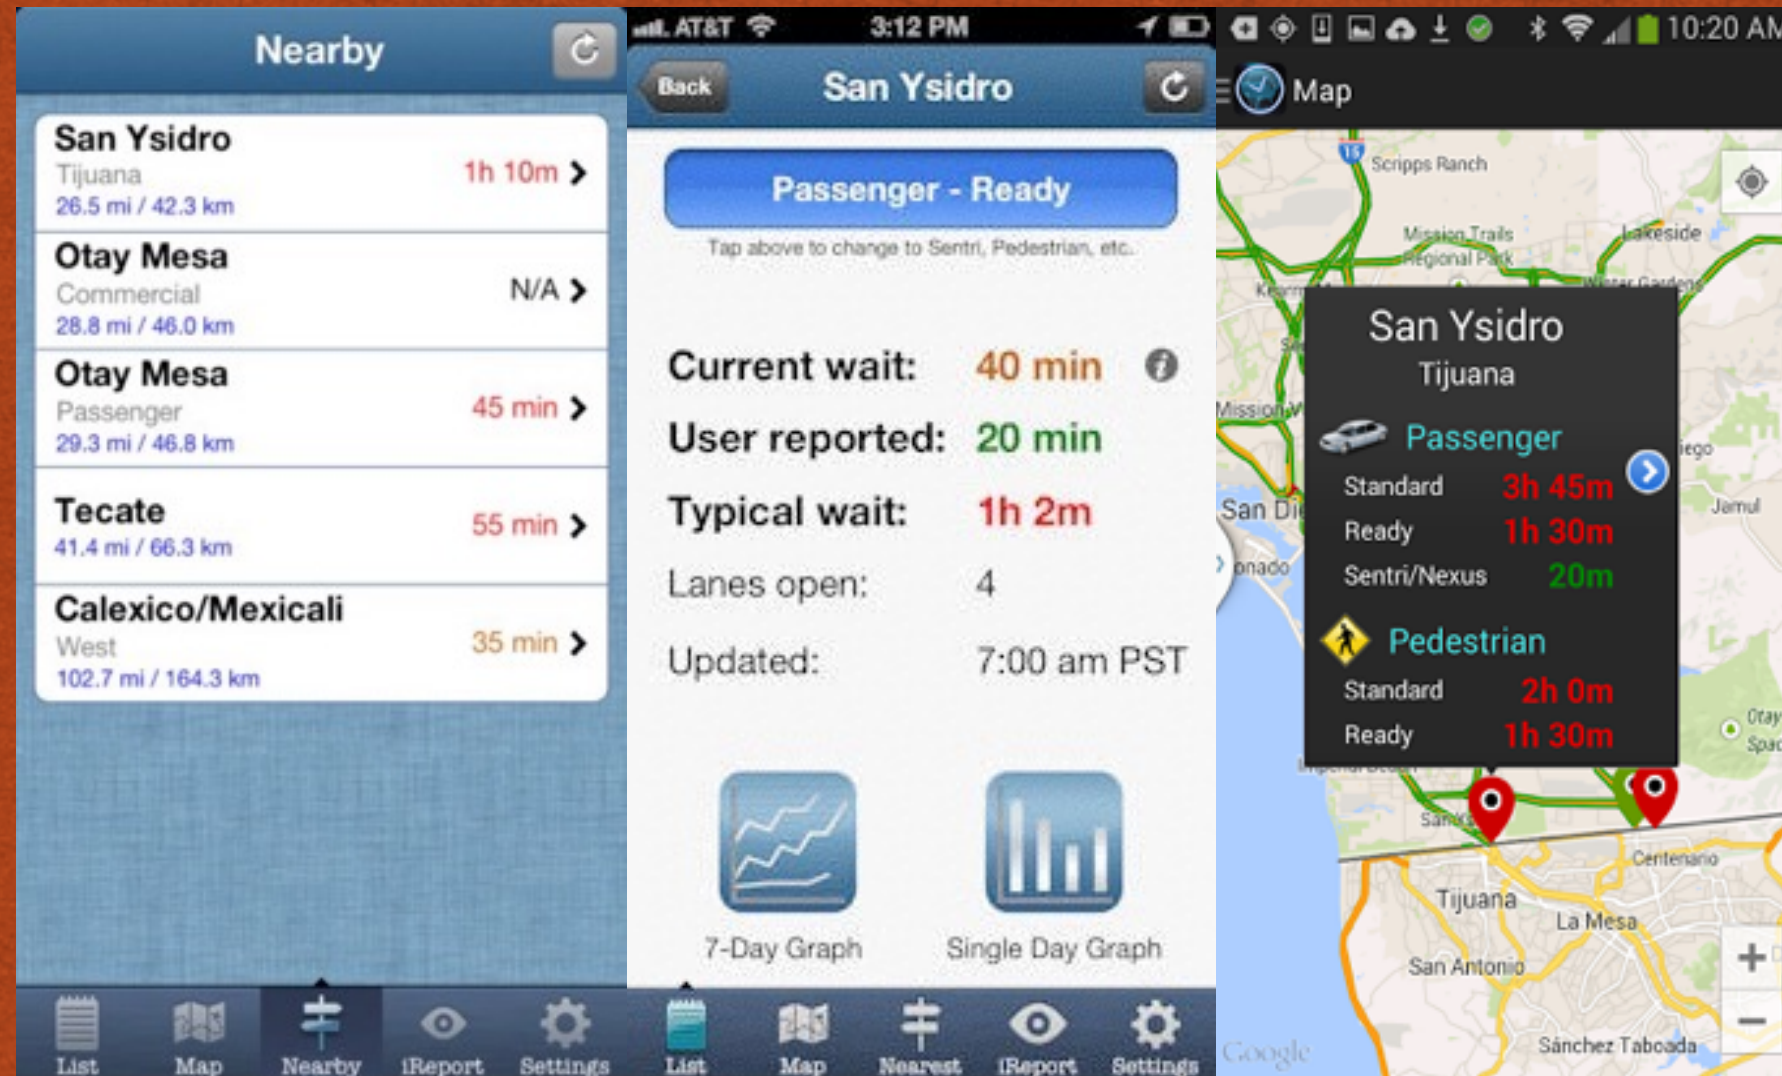 Nearby
San Ysidro
Tijuana
26.5 mi / 42.3 km
1h 10m
Otay Mesa
Commercial
28.8 mi / 46.0 km
N/A
Otay Mesa
Passenger
29.3 mi / 46.8 km
45 min
Tecate
41.4 mi / 66.3 km
55 min
Calexico/Mexicali
West
102.7 mi / 164.3 km
35 min
List Map Nearby iReport Settings
AT&T 3:12 PM
Back San Ysidro
Passenger - Ready
Tap above to change to Sentri, Pedestrian, etc.
Current wait: 40 min
User reported: 20 min
Typical wait: 1h 2m
Lanes open: 4
Updated: 7:00 am PST
7-Day Graph Single Day Graph
List Map Nearest iReport Settings
10:20 AM
Map
15
Scripps Ranch
Mission Trails
Regional Park
Lakeside
San Ysidro
Tijuana
Passenger
Standard 3h 45m
Ready 1h 30m
Sentri/Nexus 20m
Pedestrian
Standard 2h 0m
Ready 1h 30m
Jamul
Otay
Centenario
Tijuana
La Mesa
San Antonio
Sánchez Taboada
Google